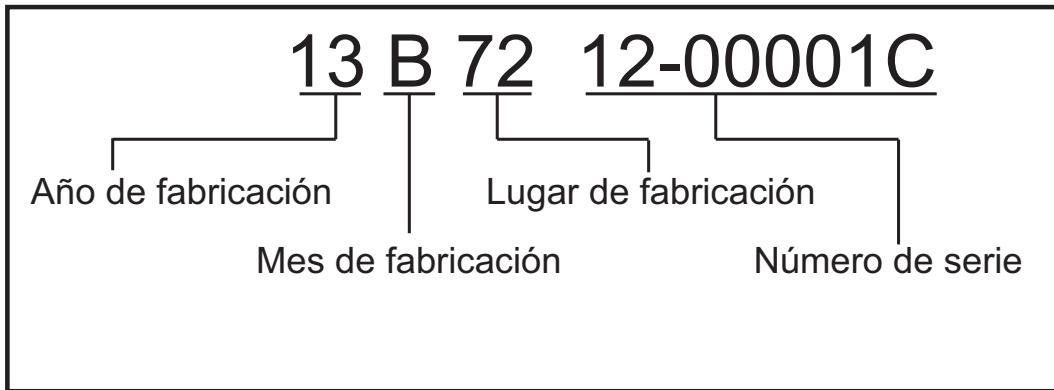 13 B 72 12-00001C
Año de fabricación Lugar de fabricación
Mes de fabricación Número de serie